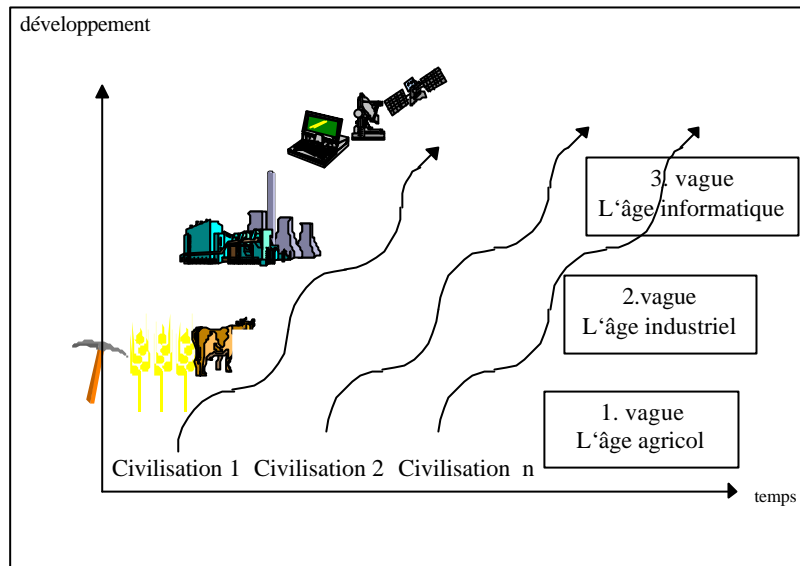 développement
3. vague
L‘âge informatique
2.vague
L‘âge industriel
1. vague
L‘âge agricol
Civilisation 1 Civilisation 2 Civilisation n
temps